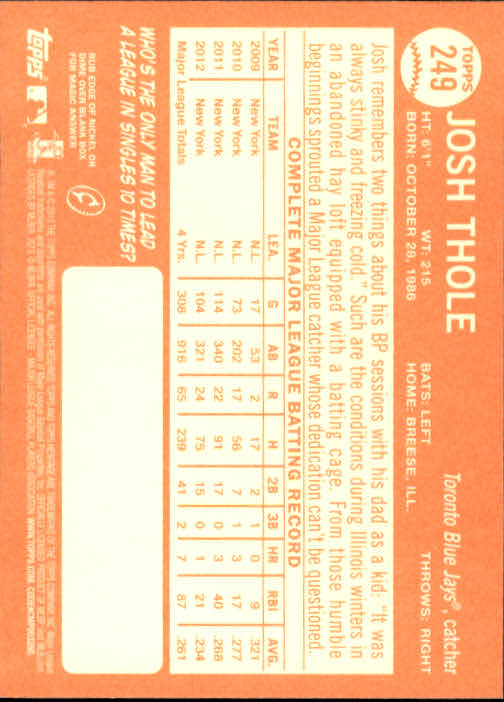 TOPPS
249
JOSH THOLE
Toronto Blue Jays®, catcher
HT: 6'1" WT: 215 BATS: LEFT THROWS: RIGHT
BORN: OCTOBER 28, 1986 HOME: BREESE, ILL.
Josh remembers two things about his BP sessions with his dad as a kid: "It was
always stinky and freezing cold." Such are the conditions during Illinois winters in
an abandoned hay loft equipped with a batting cage. From those humble
beginnings sprouted a Major League catcher whose dedication can't be questioned.
COMPLETE MAJOR LEAGUE BATTING RECORD
YEAR TEAM LEA. G AB R H 2B 3B HR RBI AVG.
2009 New York N.L. 17 53 2 17 2 1 0 9 .321
2010 New York N.L. 73 202 17 56 7 1 3 17 .277
2011 New York N.L. 114 340 22 91 17 0 3 40 .268
2012 New York N.L. 104 321 24 75 15 0 1 21 .234
Major League Totals 4 Yrs. 308 916 65 239 41 2 7 87 .261
WHO'S THE ONLY MAN TO LEAD
A LEAGUE IN SINGLES 10 TIMES?
RUB EDGE OF NICKEL OR
DIME OVER BLANK BOX
FOR MAGIC ANSWER
Topps